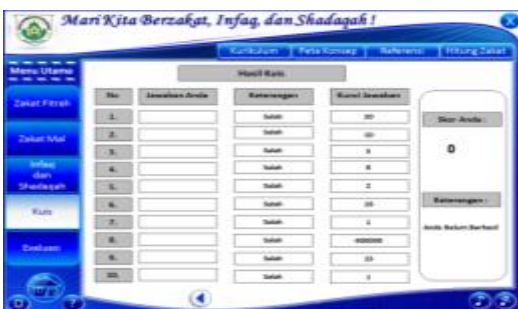 Mari Kita Berzakat, Infaq, dan Shadaqah !
Kurikulum Peta Konsep Referensi Hitung Zakat
Menu Utama
Hasil Kuis
Zakat Fitrah
Zakat Mal
Infaq
dan
Shadaqah
Kuis
Evaluasi
No Jawaban Anda Keterangan Kunci Jawaban
1. Salah 20
2. Salah
3. Salah
4. Salah
5. Salah 2
6. Salah
7. Salah 1
8. Salah
9. Salah
10. Salah
Skor Anda :
0
Keterangan :
Anda Belum Berhasil
?